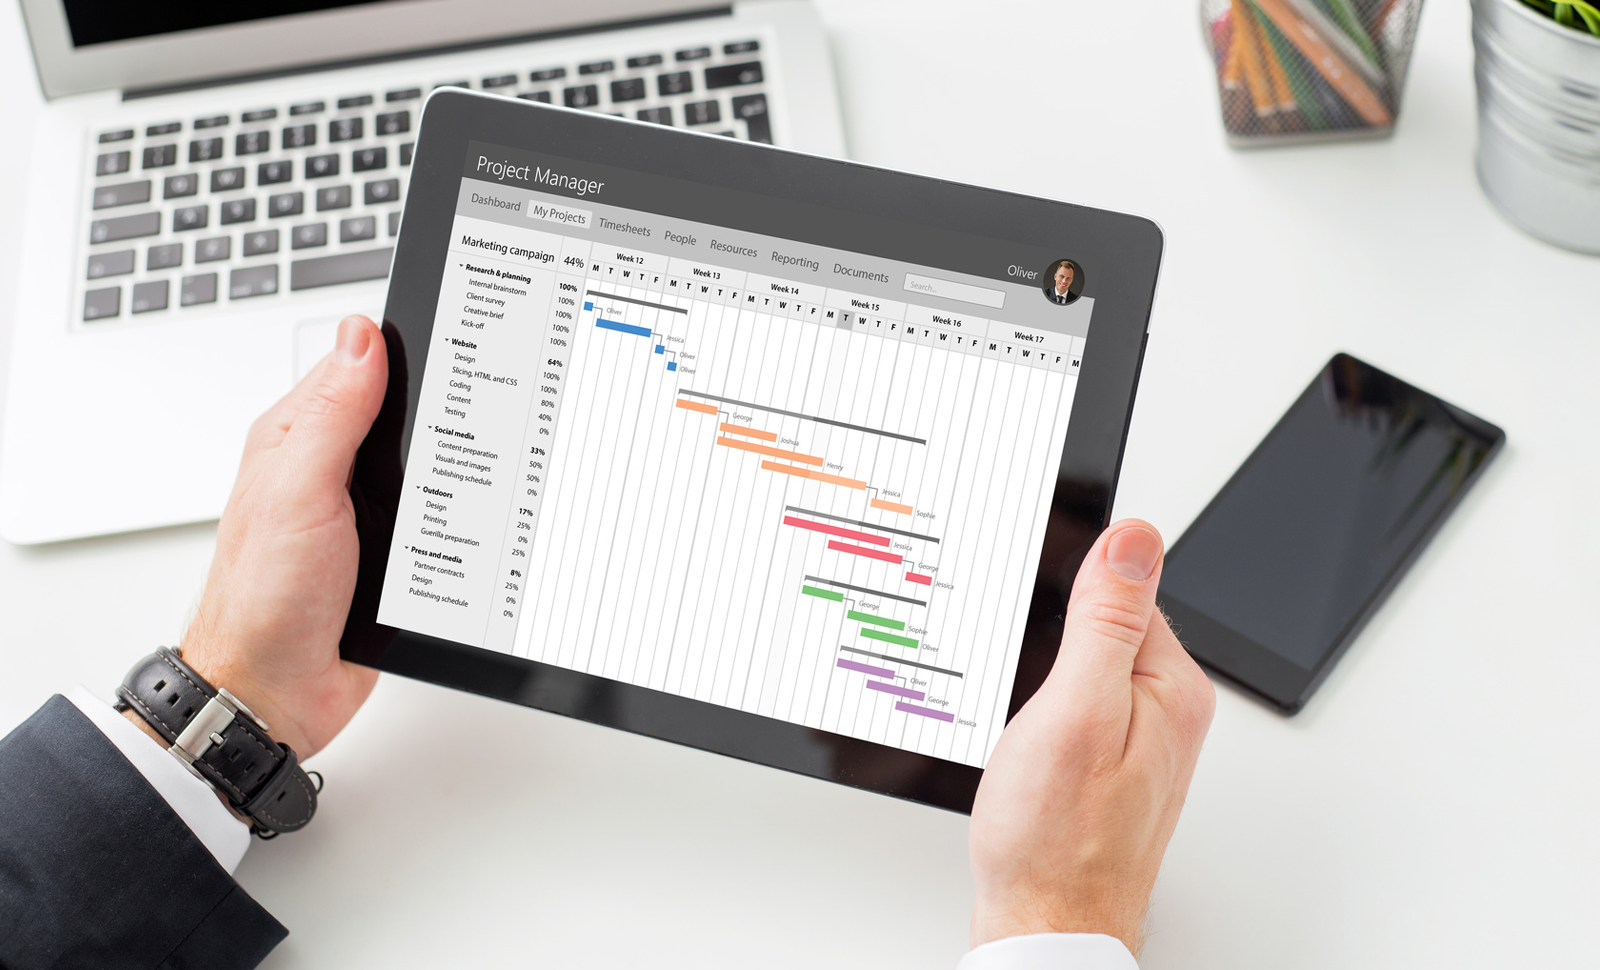 Project Manager
Dashboard My Projects Timesheets People Resources Reporting Documents Search... Oliver
Marketing campaign 44%
Week 12 Week 13 Week 14 Week 15 Week 16 Week 17
M T W T F M T W T F M T W T F M T W T F M T W T F M T W T F M
Research & planning 100%
Internal brainstorm 100% Oliver
Client survey 100% Jessica
Creative brief 100% Oliver
Kick-off 100% Oliver
Website 64%
Design 100% George
Slicing, HTML and CSS 100% Joshua
Coding 80% Henry
Content 40% Jessica
Testing 0% Sophie
Social media 33%
Content preparation 50% Jessica
Visuals and images 50% George
Publishing schedule 0% Jessica
Outdoors 17%
Design 25% George
Printing 0% Sophie
Guerilla preparation 25% Oliver
Press and media 8%
Partner contracts 25% Oliver
Design 0% George
Publishing schedule 0% Jessica